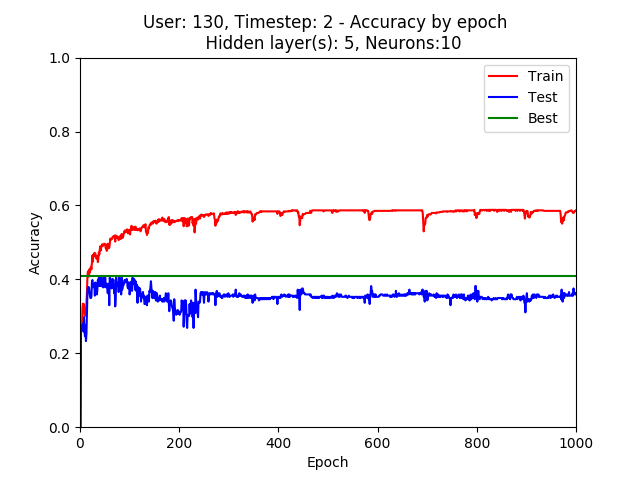 User: 130, Timestep: 2 - Accuracy by epoch
Hidden layer(s): 5, Neurons:10
1.0
0.8
0.6
0.4
0.2
0.0
Accuracy
Train
Test
Best
0 200 400 600 800 1000
Epoch